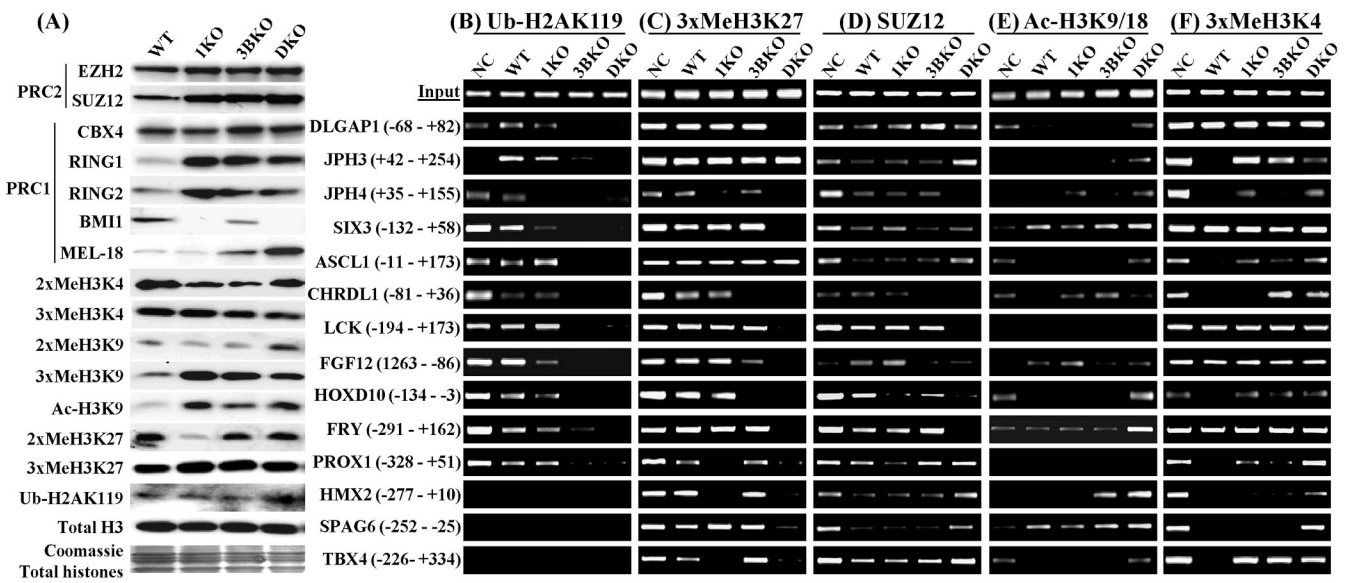 (A)
WT 1KO 3BKO DKO
PRC2
EZH2
SUZ12
PRC1
CBX4
RING1
RING2
BMI1
MEL-18
2xMeH3K4
3xMeH3K4
2xMeH3K9
3xMeH3K9
Ac-H3K9
2xMeH3K27
3xMeH3K27
Ub-H2AK119
Total H3
Coomassie
Total histones
(B) Ub-H2AK119 (C) 3xMeH3K27 (D) SUZ12 (E) Ac-H3K9/18 (F) 3xMeH3K4
NC WT 1KO 3BKO DKO NC WT 1KO 3BKO DKO NC WT 1KO 3BKO DKO NC WT 1KO 3BKO DKO NC WT 1KO 3BKO DKO
Input
DLGAP1 (-68 - +82)
JPH3 (+42 - +254)
JPH4 (+35 - +155)
SIX3 (-132 - +58)
ASCL1 (-11 - +173)
CHRDL1 (-81 - +36)
LCK (-194 - +173)
FGF12 (1263 - -86)
HOXD10 (-134 - -3)
FRY (-291 - +162)
PROX1 (-328 - +51)
HMX2 (-277 - +10)
SPAG6 (-252 - -25)
TBX4 (-226- +334)